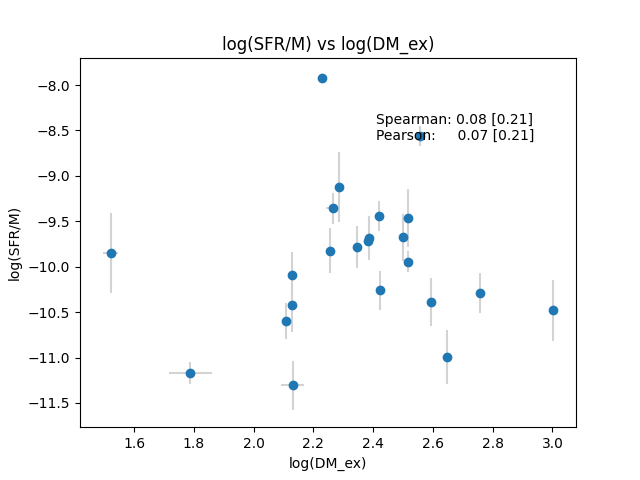 log(SFR/M) vs log(DM_ex)
Spearman: 0.08 [0.21]
Pearson: 0.07 [0.21]
log(SFR/M)
−8.0
−8.5
−9.0
−9.5
−10.0
−10.5
−11.0
−11.5
1.6 1.8 2.0 2.2 2.4 2.6 2.8 3.0
log(DM_ex)